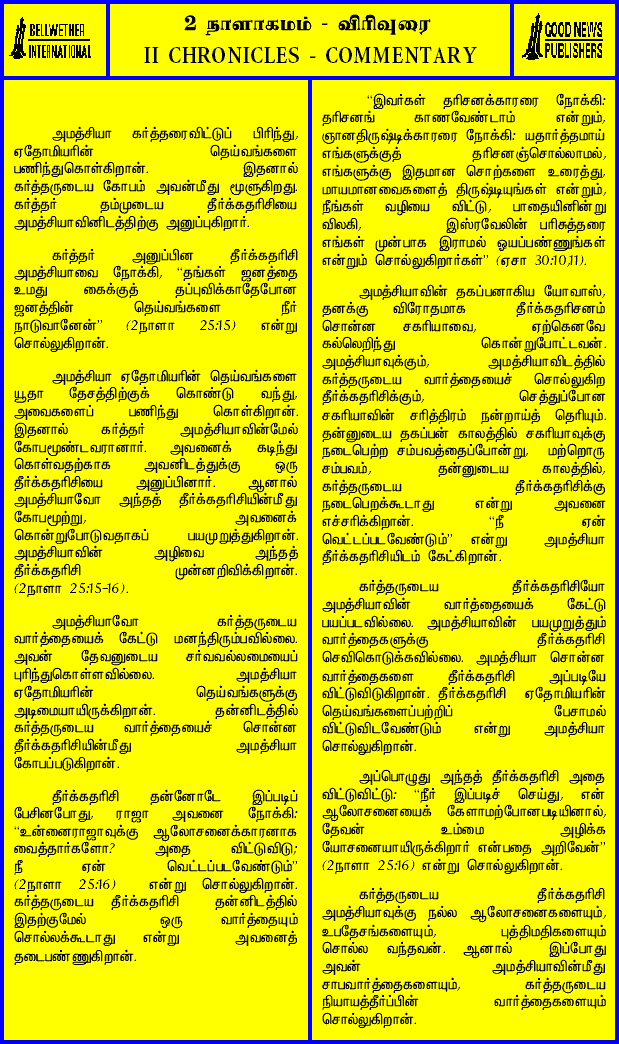 BELLWETHER
INTERNATIONAL
2 நாளாகமம் - விரிவுரை
II CHRONICLES - COMMENTARY
GOOD NEWS
PUBLISHERS
அமத்சியா கர்த்தரைவிட்டுப் பிரிந்து,
ஏதோமியரின் தெய்வங்களை
பணிந்துகொள்கிறான். இதனால்
கர்த்தருடைய கோபம் அவன்மீது மூளுகிறது.
கர்த்தர் தம்முடைய தீர்க்கதரிசியை
அமத்சியாவினிடத்திற்கு அனுப்புகிறார்.
கர்த்தர் அனுப்பின தீர்க்கதரிசி
அமத்சியாவை நோக்கி, “தங்கள் ஜனத்தை
உமது கைக்குத் தப்புவிக்காதேபோன
ஜனத்தின் தெய்வங்களை நீர்
நாடுவானேன்” (2நாளா 25:15) என்று
சொல்லுகிறான்.
அமத்சியா ஏதோமியரின் தெய்வங்களை
யூதா தேசத்திற்குக் கொண்டு வந்து,
அவைகளைப் பணிந்து கொள்கிறான்.
இதனால் கர்த்தர் அமத்சியாவின்மேல்
கோபமூண்டவரானார். அவனைக் கடிந்து
கொள்வதற்காக அவனிடத்துக்கு ஒரு
தீர்க்கதரிசியை அனுப்பினார். ஆனால்
அமத்சியாவோ அந்தத் தீர்க்கதரிசியின்மீது
கோபமூற்று, அவனைக்
கொன்றுபோடுவதாகப் பயமுறுத்துகிறான்.
அமத்சியாவின் அழிவை அந்தத்
தீர்க்கதரிசி முன்னறிவிக்கிறான்.
(2நாளா 25:15-16).
அமத்சியாவோ கர்த்தருடைய
வார்த்தையைக் கேட்டு மனந்திரும்பவில்லை.
அவன் தேவனுடைய சர்வவல்லமையைப்
புரிந்துகொள்ளவில்லை. அமத்சியா
ஏதோமியரின் தெய்வங்களுக்கு
அடிமையாயிருக்கிறான். தன்னிடத்தில்
கர்த்தருடைய வார்த்தையைச் சொன்ன
தீர்க்கதரிசியின்மீது அமத்சியா
கோபப்படுகிறான்.
தீர்க்கதரிசி தன்னோடே இப்படிப்
பேசினபோது, ராஜா அவனை நோக்கி:
“உன்னைராஜாவுக்கு ஆலோசனைக்காரனாக
வைத்தார்களோ? அதை விட்டுவிடு;
நீ ஏன் வெட்டப்படவேண்டும்”
(2நாளா 25:16) என்று சொல்லுகிறான்.
கர்த்தருடைய தீர்க்கதரிசி தன்னிடத்தில்
இதற்குமேல் ஒரு வார்த்தையும்
சொல்லக்கூடாது என்று அவனைத்
தடைபண்ணுகிறான்.
“இவர்கள் தரிசனக்காரரை நோக்கி:
தரிசனங் காணவேண்டாம் என்றும்,
ஞானதிருஷ்டிக்காரரை நோக்கி: யதார்த்தமாய்
எங்களுக்குத் தரிசனஞ்சொல்லாமல்,
எங்களுக்கு இதமான சொற்களை உரைத்து,
மாயமானவைகளைத் திருஷ்டியுங்கள் என்றும்,
நீங்கள் வழியை விட்டு, பாதையினின்று
விலகி, இஸ்ரவேலின் பரிசுத்தரை
எங்கள் முன்பாக இராமல் ஓயப்பண்ணுங்கள்
என்றும் சொல்லுகிறார்கள்” (ஏசா 30:10,11).
அமத்சியாவின் தகப்பனாகிய யோவாஸ்,
தனக்கு விரோதமாக தீர்க்கதரிசனம்
சொன்ன சகரியாவை, ஏற்கெனவே
கல்லெறிந்து கொன்றுபோட்டவன்.
அமத்சியாவுக்கும், அமத்சியாவிடத்தில்
கர்த்தருடைய வார்த்தையைச் சொல்லுகிற
தீர்க்கதரிசிக்கும், செத்துப்போன
சகரியாவின் சரித்திரம் நன்றாய்த் தெரியும்.
தன்னுடைய தகப்பன் காலத்தில் சகரியாவுக்கு
நடைபெற்ற சம்பவத்தைப்போன்று, மற்றொரு
சம்பவம், தன்னுடைய காலத்தில்,
கர்த்தருடைய தீர்க்கதரிசிக்கு
நடைபெறக்கூடாது என்று அவனை
எச்சரிக்கிறான். “நீ ஏன்
வெட்டப்படவேண்டும்” என்று அமத்சியா
தீர்க்கதரிசியிடம் கேட்கிறான்.
கர்த்தருடைய தீர்க்கதரிசியோ
அமத்சியாவின் வார்த்தையைக் கேட்டு
பயப்படவில்லை. அமத்சியாவின் பயமுறுத்தும்
வார்த்தைகளுக்கு தீர்க்கதரிசி
செவிகொடுக்கவில்லை. அமத்சியா சொன்ன
வார்த்தைகளை தீர்க்கதரிசி அப்படியே
விட்டுவிடுகிறான். தீர்க்கதரிசி ஏதோமியரின்
தெய்வங்களைப்பற்றிப் பேசாமல்
விட்டுவிடவேண்டும் என்று அமத்சியா
சொல்லுகிறான்.
அப்பொழுது அந்தத் தீர்க்கதரிசி அதை
விட்டுவிட்டு: “நீர் இப்படிச் செய்து, என்
ஆலோசனையைக் கேளாமற்போனபடியினால்,
தேவன் உம்மை அழிக்க
யோசனையாயிருக்கிறார் என்பதை அறிவேன்”
(2நாளா 25:16) என்று சொல்லுகிறான்.
கர்த்தருடைய தீர்க்கதரிசி
அமத்சியாவுக்கு நல்ல ஆலோசனைகளையும்,
உபதேசங்களையும், புத்திமதிகளையும்
சொல்ல வந்தவன். ஆனால் இப்போது
அவன் அமத்சியாவின்மீது
சாபவார்த்தைகளையும், கர்த்தருடைய
நியாயத்தீர்ப்பின் வார்த்தைகளையும்
சொல்லுகிறான்.